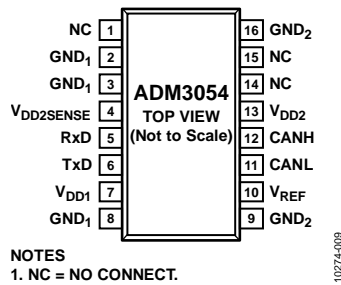 NC 1 16 GND2
GND1 2 15 NC
GND1 3 14 NC
ADM3054
VDD2SENSE 4 13 VDD2
TOP VIEW
(Not to Scale)
RxD 5 12 CANH
TxD 6 11 CANL
VDD1 7 10 VREF
GND1 8 9 GND2
NOTES
1. NC = NO CONNECT.
10274-009